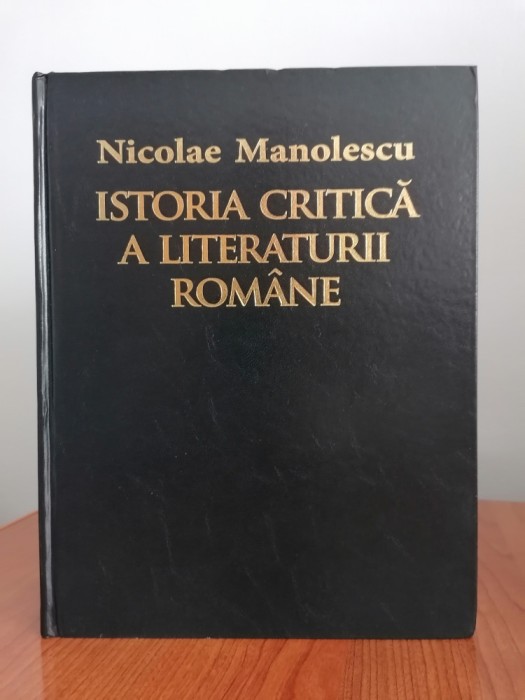 Nicolae Manolescu
ISTORIA CRITICĂ
A LITERATURII
ROMÂNE